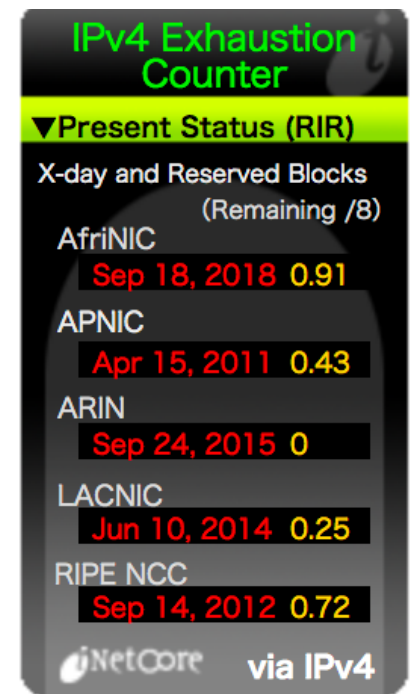 IPv4 Exhaustion
Counter
▼Present Status (RIR)
X-day and Reserved Blocks
(Remaining /8)
AfriNIC
Sep 18, 2018 0.91
APNIC
Apr 15, 2011 0.43
ARIN
Sep 24, 2015 0
LACNIC
Jun 10, 2014 0.25
RIPE NCC
Sep 14, 2012 0.72
iNetCore via IPv4